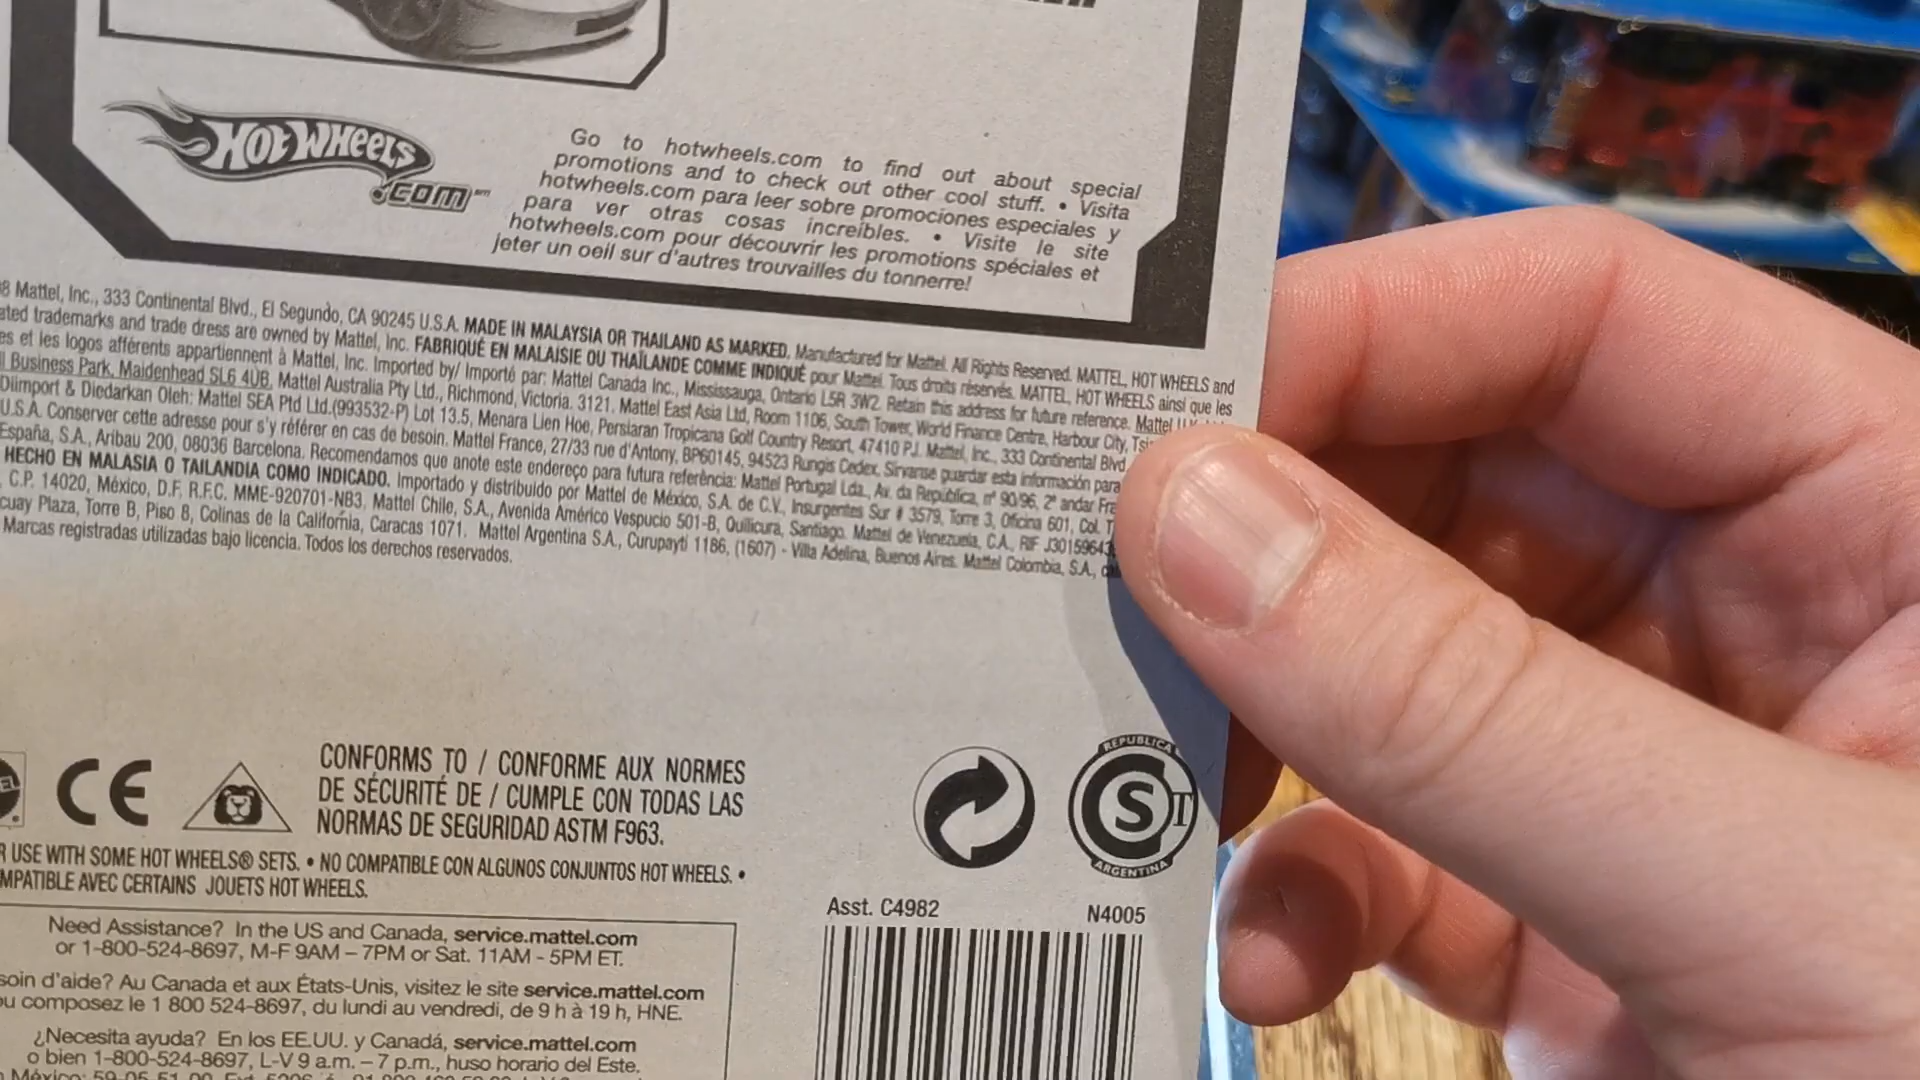 HOT WHEELS
.COM
Go to hotwheels.com to find out about special
promotions and to check out other cool stuff. • Visita
hotwheels.com para leer sobre promociones especiales y
para ver otras cosas increíbles. • Visite le site
hotwheels.com pour découvrir les promotions spéciales et
jeter un oeil sur d'autres trouvailles du tonnerre!
8 Mattel, Inc., 333 Continental Blvd., El Segundo, CA 90245 U.S.A. MADE IN MALAYSIA OR THAILAND AS MARKED. Manufactured for Mattel. All Rights Reserved. MATTEL, HOT WHEELS and
ated trademarks and trade dress are owned by Mattel, Inc. FABRIQUÉ EN MALAISIE OU THAÏLANDE COMME INDIQUÉ pour Mattel. Tous droits réservés. MATTEL, HOT WHEELS ainsi que les
es et les logos afférents appartiennent à Mattel, Inc. Imported by/ Importé par: Mattel Canada Inc., Mississauga, Ontario L5R 3W2. Retain this address for future reference. Mattel U.K.
l Business Park, Maidenhead SL6 4UB. Mattel Australia Pty Ltd., Richmond, Victoria. 3121. Mattel East Asia Ltd, Room 1106, South Tower, World Finance Centre, Harbour City,
Diimport & Diedarkan Oleh: Mattel SEA Ptd Ltd.(993532-P) Lot 13.5, Menara Lien Hoe, Persiaran Tropicana Golf Country Resort, 47410 PJ. Mattel, Inc., 333 Continental Blvd.
U.S.A. Conserver cette adresse pour s'y référer en cas de besoin. Mattel France, 27/33 rue d'Antony, BP60145, 94523 Rungis Cedex. Sírvanse guardar esta información para
España, S.A., Aribau 200, 08036 Barcelona. Recomendamos que anote este endereço para futura referência: Mattel Portugal Lda., Av. da República, nº 90/96, 2º andar Fra
HECHO EN MALASIA O TAILANDIA COMO INDICADO. Importado y distribuido por Mattel de México, S.A. de C.V., Insurgentes Sur # 3579, Torre 3, Oficina 601, Col. T
, C.P. 14020, México, D.F. R.F.C. MME-920701-NB3. Mattel Chile, S.A., Avenida Américo Vespucio 501-B, Quilicura, Santiago. Mattel de Venezuela, C.A., RIF J3015964
cuay Plaza, Torre B, Piso 8, Colinas de la California, Caracas 1071. Mattel Argentina S.A., Curupaytí 1186, (1607) - Villa Adelina, Buenos Aires. Mattel Colombia, S.A.,
Marcas registradas utilizadas bajo licencia. Todos los derechos reservados.
CE
CONFORMS TO / CONFORME AUX NORMES
DE SÉCURITÉ DE / CUMPLE CON TODAS LAS
NORMAS DE SEGURIDAD ASTM F963.
REPUBLICA
S T
ARGENTINA
R USE WITH SOME HOT WHEELS® SETS. • NO COMPATIBLE CON ALGUNOS CONJUNTOS HOT WHEELS. •
MPATIBLE AVEC CERTAINS JOUETS HOT WHEELS.
Asst. C4982 N4005
Need Assistance? In the US and Canada, service.mattel.com
or 1-800-524-8697, M-F 9AM – 7PM or Sat. 11AM - 5PM ET.
soin d'aide? Au Canada et aux États-Unis, visitez le site service.mattel.com
ou composez le 1 800 524-8697, du lundi au vendredi, de 9 h à 19 h, HNE.
¿Necesita ayuda? En los EE.UU. y Canadá, service.mattel.com
o bien 1-800-524-8697, L-V 9 a.m. – 7 p.m., huso horario del Este.
México: 59-05-51-00